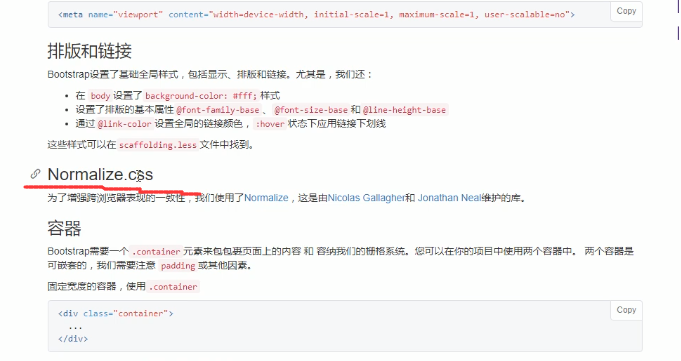 <meta name="viewport" content="width=device-width, initial-scale=1, maximum-scale=1, user-scalable=no">
Copy
排版和链接
Bootstrap设置了基础全局样式，包括显示、排版和链接。尤其是，我们还：
在 body 设置了 background-color: #fff; 样式
设置了排版的基本属性 @font-family-base 、 @font-size-base 和 @line-height-base
通过 @link-color 设置全局的链接颜色，:hover 状态下应用链接下划线
这些样式可以在 scaffolding.less 文件中找到。
Normalize.css
为了增强跨浏览器表现的一致性，我们使用了Normalize，这是由Nicolas Gallagher和 Jonathan Neal维护的库。
容器
Bootstrap需要一个 .container 元素来包包裹页面上的内容 和 容纳我们的栅格系统。您可以在你的项目中使用两个容器中。 两个容器是
可嵌套的，我们需要注意 padding 或其他因素。
固定宽度的容器，使用 .container
<div class="container">
Copy
...
</div>